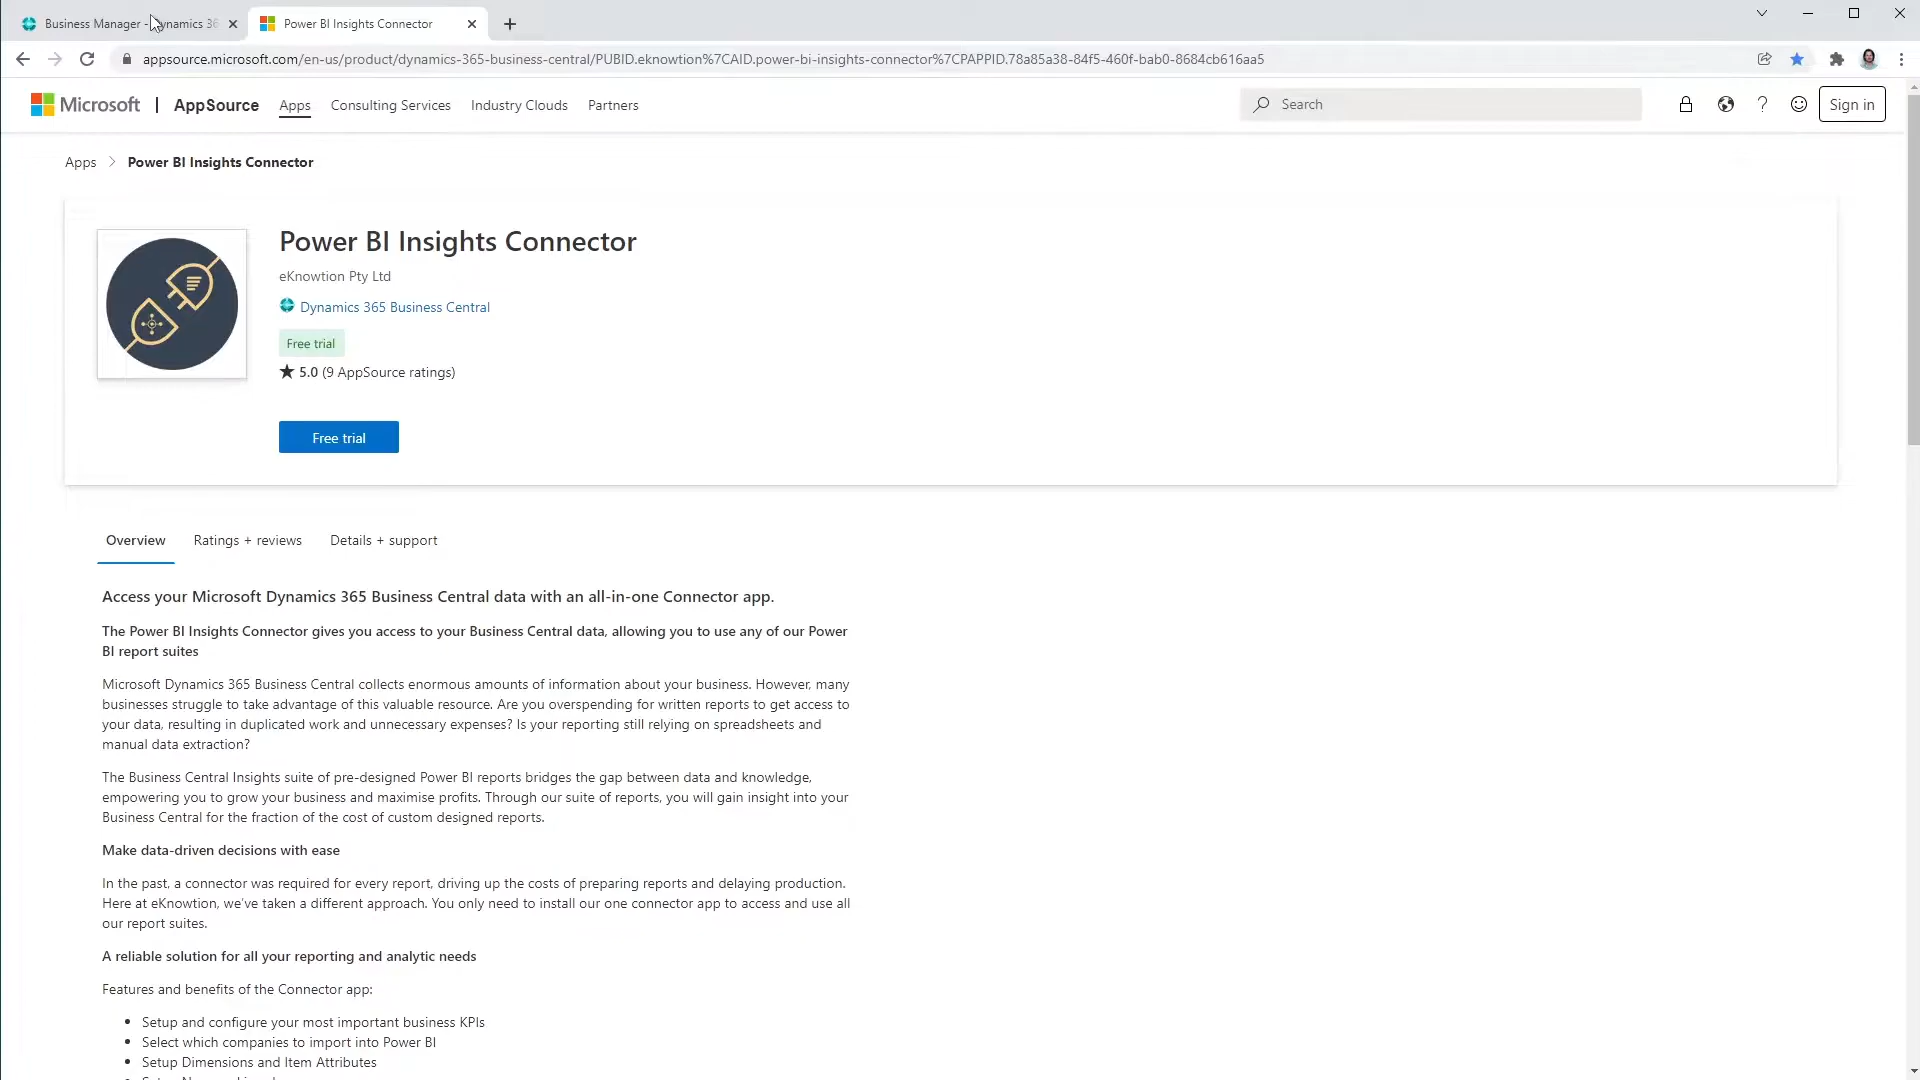 Business Manager - Dynamics 365
Power BI Insights Connector
appsource.microsoft.com/en-us/product/dynamics-365-business-central/PUBID.eknowtion%7CAID.power-bi-insights-connector%7CPAPPID.78a85a38-84f5-460f-bab0-8684cb616aa5
Microsoft | AppSource Apps Consulting Services Industry Clouds Partners Search Sign in
Apps > Power BI Insights Connector
Power BI Insights Connector
eKnowtion Pty Ltd
Dynamics 365 Business Central
Free trial
★ 5.0 (9 AppSource ratings)
Free trial
Overview Ratings + reviews Details + support
Access your Microsoft Dynamics 365 Business Central data with an all-in-one Connector app.
The Power BI Insights Connector gives you access to your Business Central data, allowing you to use any of our Power
BI report suites
Microsoft Dynamics 365 Business Central collects enormous amounts of information about your business. However, many
businesses struggle to take advantage of this valuable resource. Are you overspending for written reports to get access to
your data, resulting in duplicated work and unnecessary expenses? Is your reporting still relying on spreadsheets and
manual data extraction?
The Business Central Insights suite of pre-designed Power BI reports bridges the gap between data and knowledge,
empowering you to grow your business and maximise profits. Through our suite of reports, you will gain insight into your
Business Central for the fraction of the cost of custom designed reports.
Make data-driven decisions with ease
In the past, a connector was required for every report, driving up the costs of preparing reports and delaying production.
Here at eKnowtion, we've taken a different approach. You only need to install our one connector app to access and use all
our report suites.
A reliable solution for all your reporting and analytic needs
Features and benefits of the Connector app:
• Setup and configure your most important business KPIs
• Select which companies to import into Power BI
• Setup Dimensions and Item Attributes